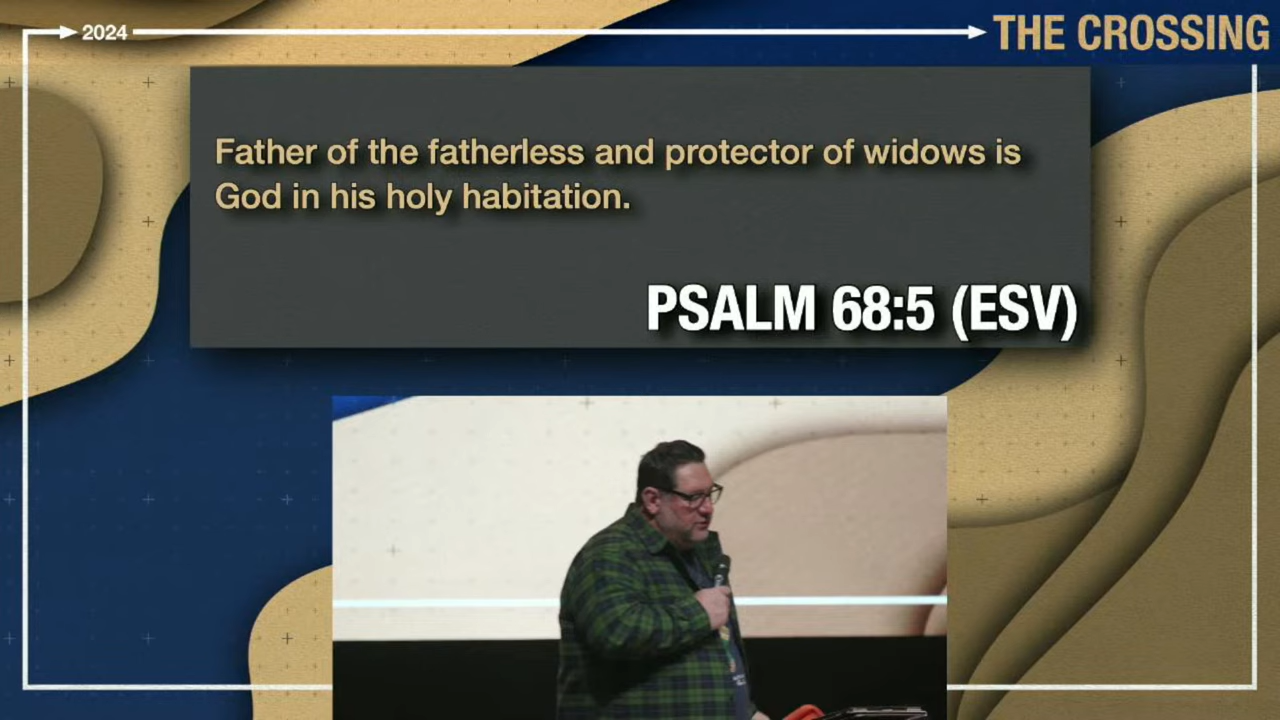 2024
THE CROSSING
Father of the fatherless and protector of widows is
God in his holy habitation.
PSALM 68:5 (ESV)